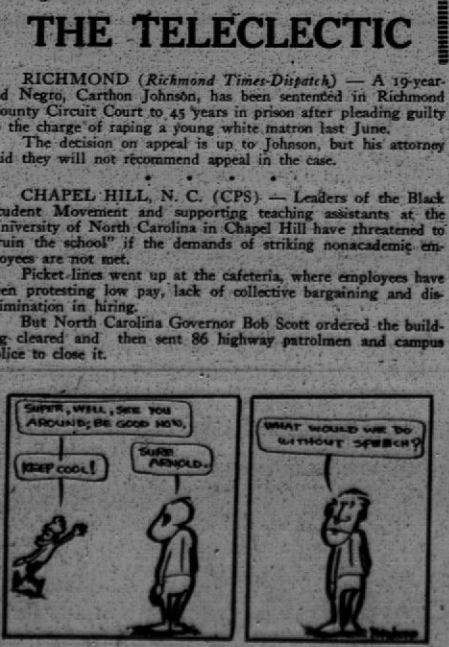 THE TELECLECTIC
RICHMOND (Richmond Times-Dispatch) — A 19-year-
d Negro, Carthon Johnson, has been sentented in Richmond
ounty Circuit Court to 45 years in prison after pleading guilty
the charge of raping a young white matron last June.
The decision on appeal is up to Johnson, but his attorney
id they will not recommend appeal in the case.
CHAPEL HILL, N. C. (CPS) — Leaders of the Black
tudent Movement and supporting teaching assistants at the
niversity of North Carolina in Chapel Hill have threatened to
ruin the school" if the demands of striking nonacademic em-
oyees are not met.
Picket lines went up at the cafeteria, where employees have
en protesting low pay, lack of collective bargaining and dis-
imination in hiring.
But North Carolina Governor Bob Scott ordered the build-
g cleared and then sent 86 highway patrolmen and campus
lice to close it.
SUPER, WELL, SEE YOU
AROUND; BE GOOD NOW.
KEEP COOL!
SURE
ARNOLD.
WHAT WOULD WE DO
WITHOUT SPEECH?